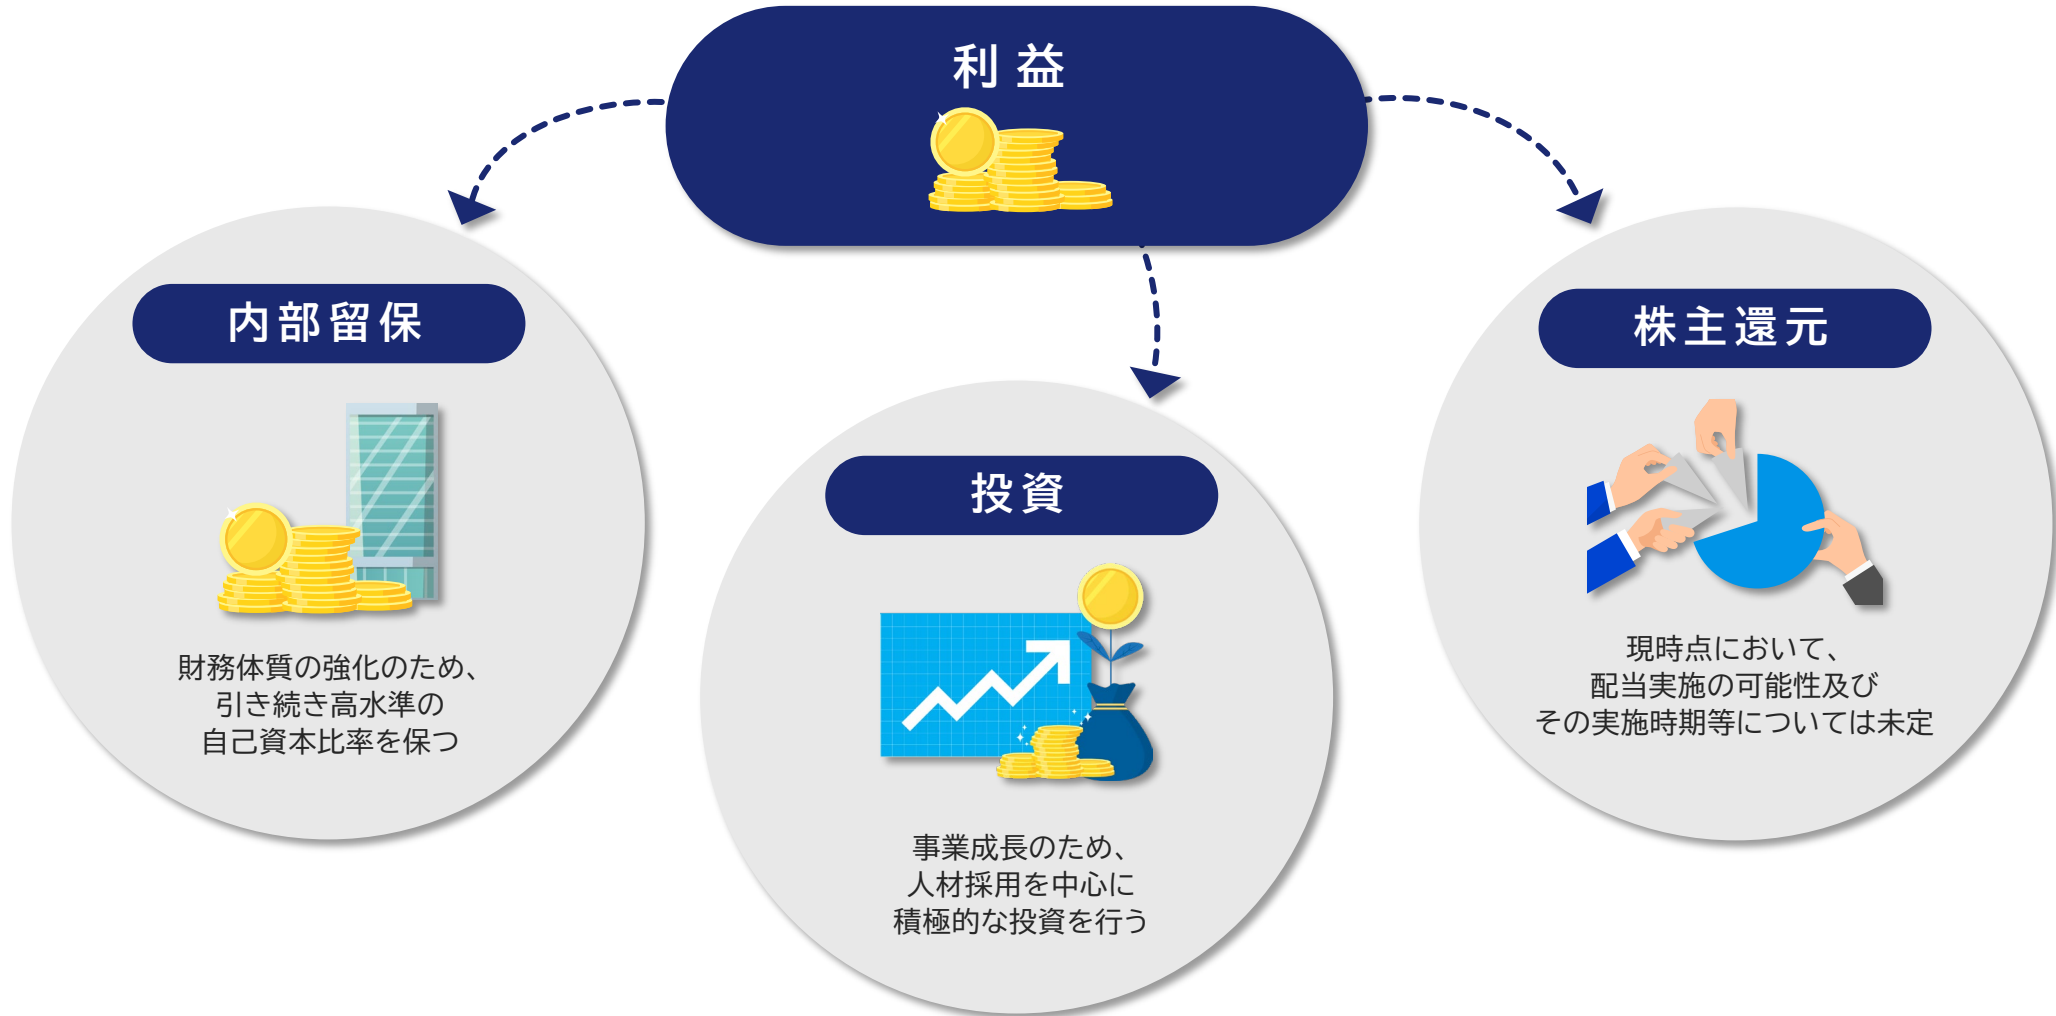 利益
内部留保
財務体質の強化のため、
引き続き高水準の
自己資本比率を保つ
投資
事業成長のため、
人材採用を中心に
積極的な投資を行う
株主還元
現時点において、
配当実施の可能性及び
その実施時期等については未定